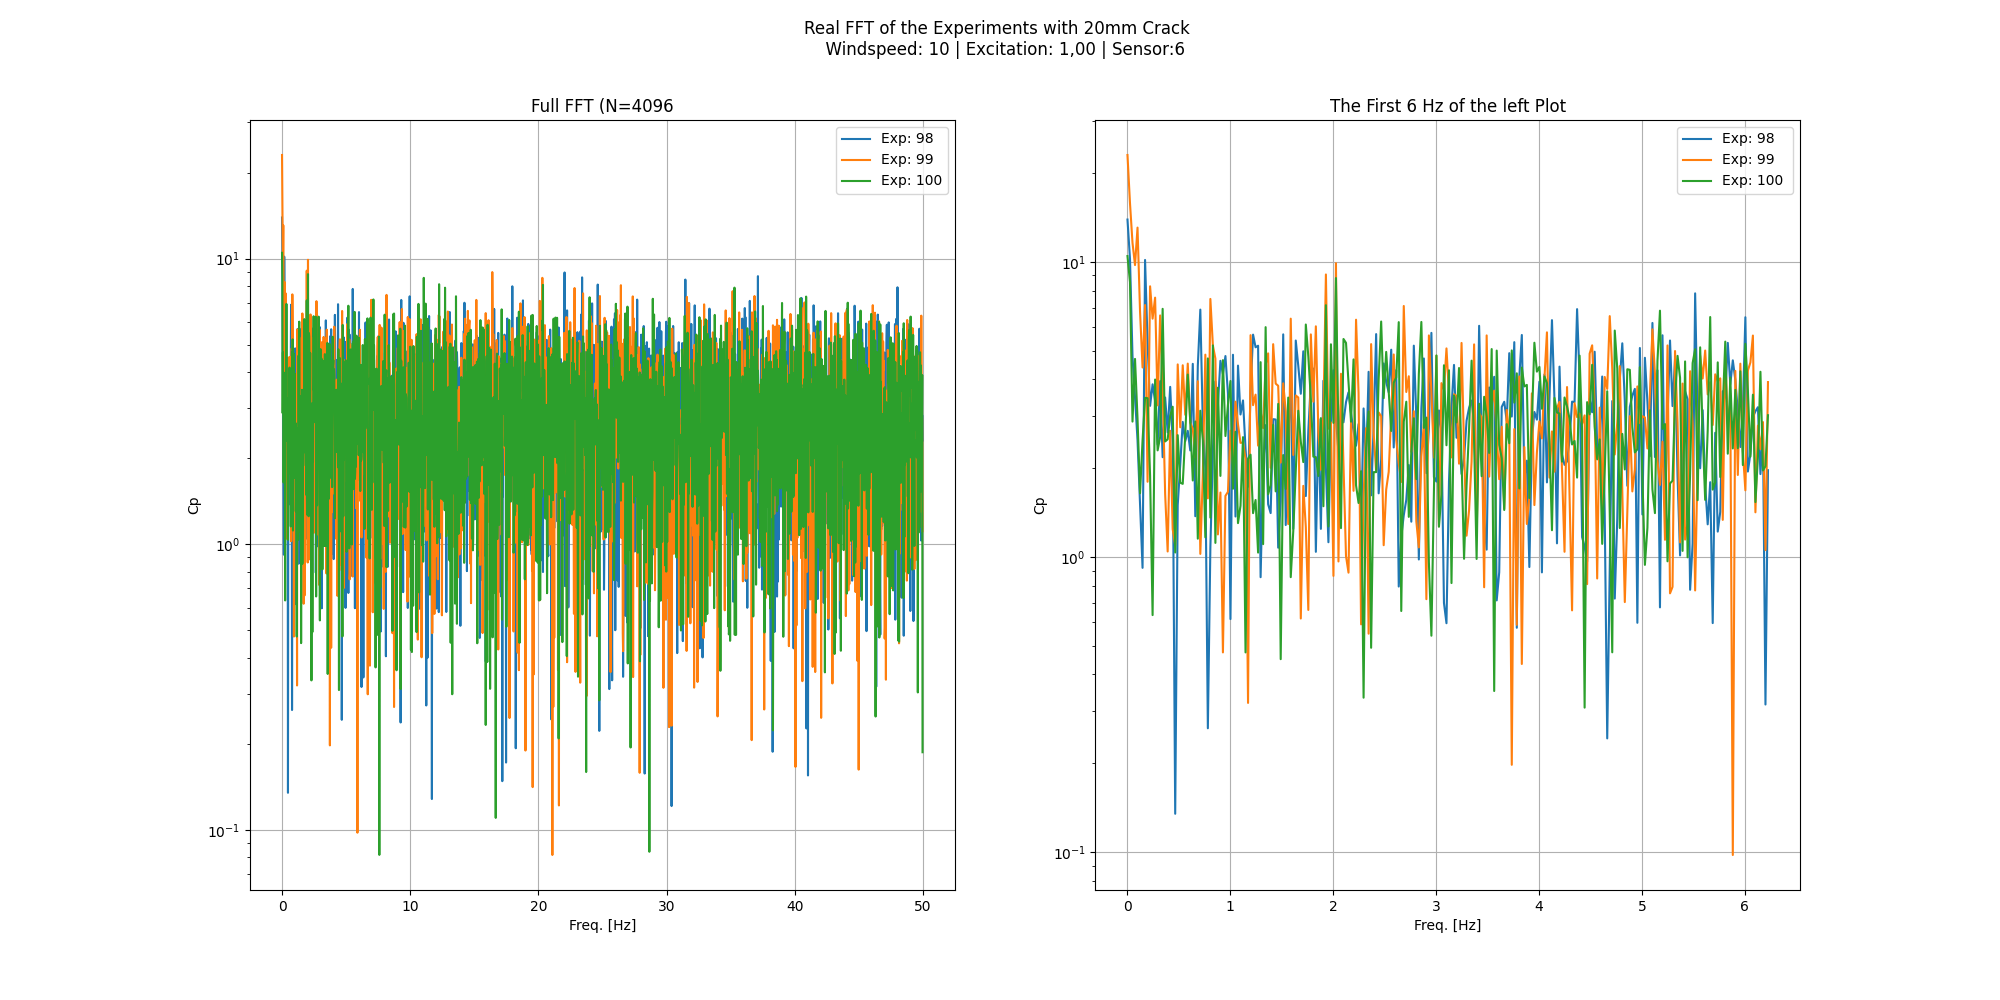 Real FFT of the Experiments with 20mm Crack
Windspeed: 10 | Excitation: 1,00 | Sensor:6
Full FFT (N=4096
Exp: 98
Exp: 99
Exp: 100
10¹
10⁰
10⁻¹
Cp
0 10 20 30 40 50
Freq. [Hz]
The First 6 Hz of the left Plot
Exp: 98
Exp: 99
Exp: 100
10¹
10⁰
10⁻¹
Cp
0 1 2 3 4 5 6
Freq. [Hz]